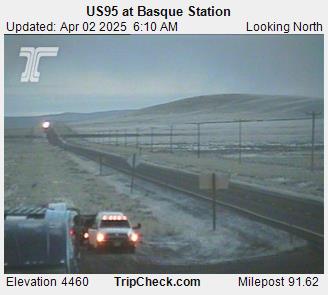 US95 at Basque Station
Updated: Apr 02 2025 6:10 AM Looking North
Elevation 4460 TripCheck.com Milepost 91.62